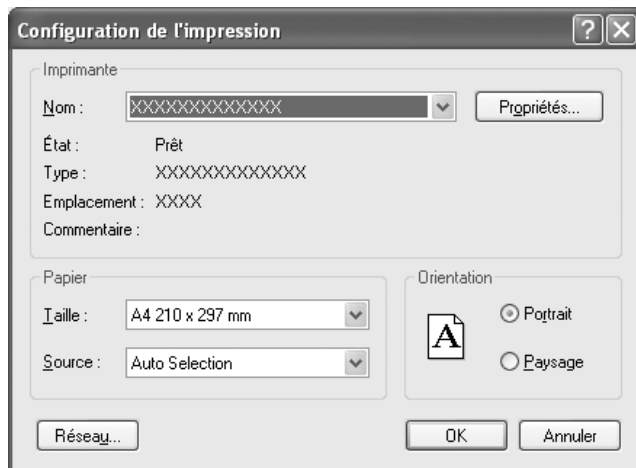 Configuration de l'impression
Imprimante
Nom : XXXXXXXXXXXXX Propriétés...
État : Prêt
Type : XXXXXXXXXXXXX
Emplacement : XXXX
Commentaire :
Papier
Taille : A4 210 x 297 mm
Source : Auto Selection
Orientation
A
Portrait
Paysage
Réseau... OK Annuler